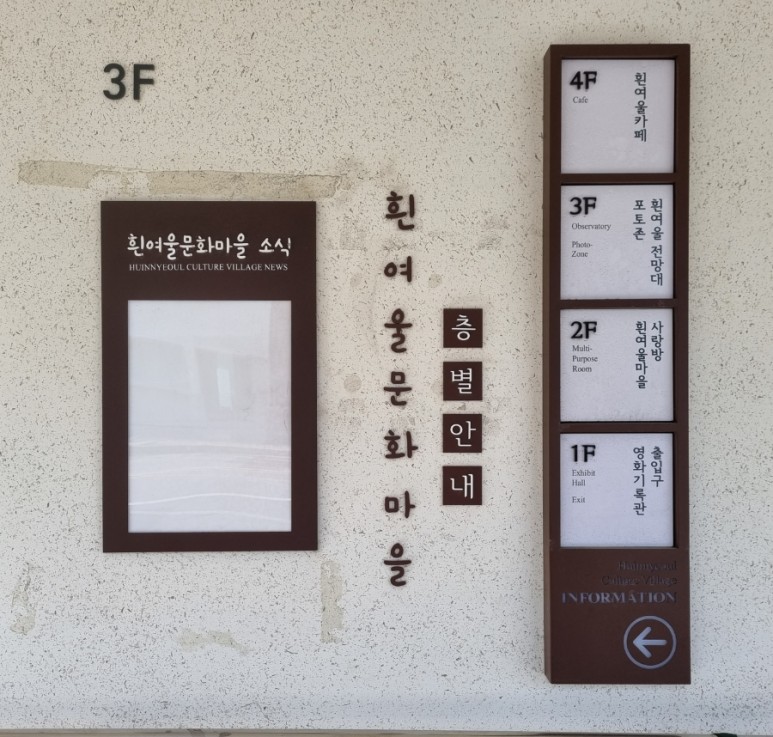 3F
흰여울문화마을 소식
HUINNYEOUL CULTURE VILLAGE NEWS
흰여울문화마을
층별안내
4F
Cafe
흰여울카페
3F
Observatory
Photo-
Zone
흰여울 전망대
포토존
2F
Multi-
Purpose
Room
사랑방
흰여울마을
1F
Exhibit
Hall
Exit
출입구
영화기록관
Huinnyeoul
Culture Village
INFORMATION